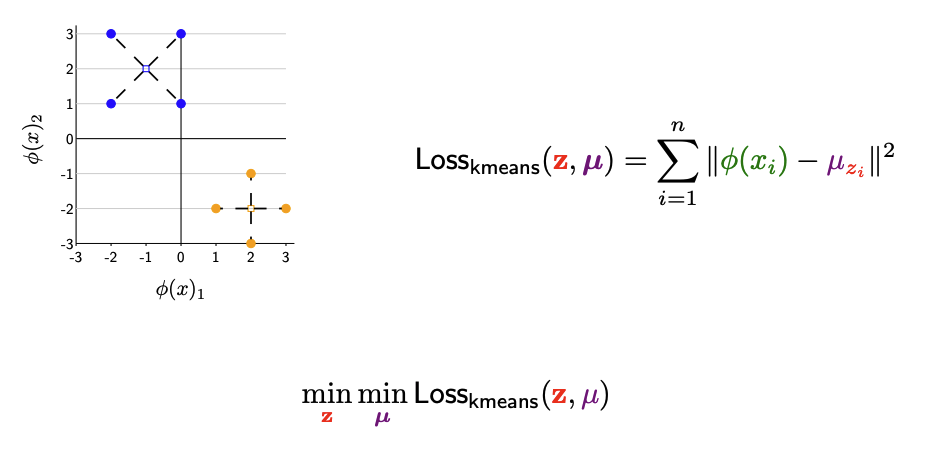 3
2
1
0
-1
-2
-3
-3 -2 -1 0 1 2 3
ϕ(x)₂
ϕ(x)₁
Loss_kmeans(z, μ) = ∑_{i=1}^{n} ‖ϕ(x_i) − μ_{z_i}‖²
min_z min_μ Loss_kmeans(z, μ)